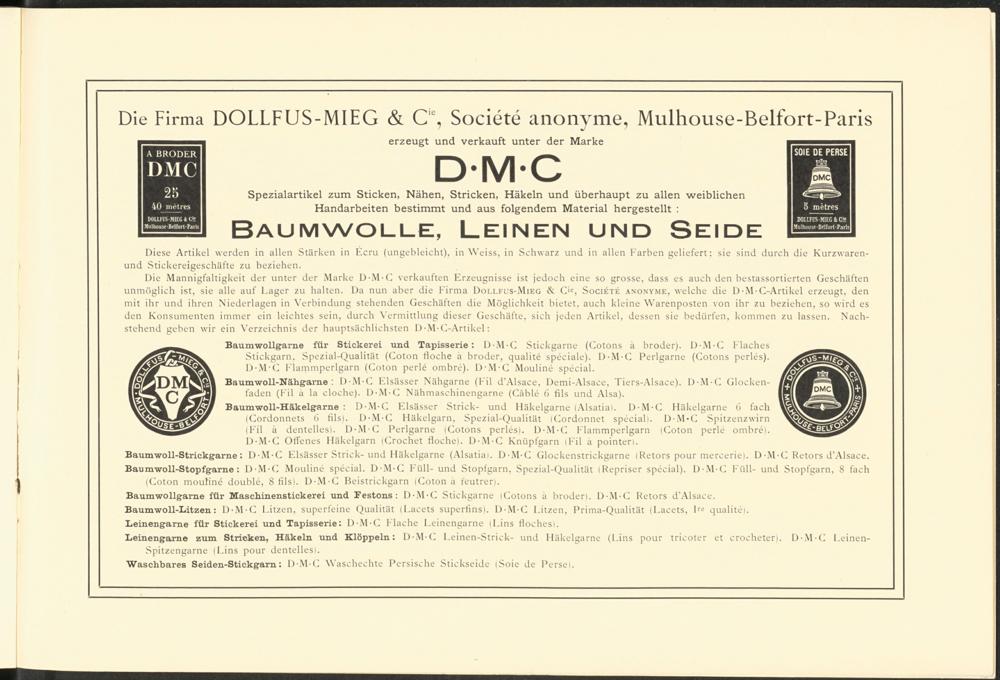 Die Firma DOLLFUS-MIEG & Cie, Société anonyme, Mulhouse-Belfort-Paris
erzeugt und verkauft unter der Marke
A BRODER
DMC
25
40 mètres
DOLLFUS-MIEG & Cie
Mulhouse-Belfort-Paris
D·M·C
SOIE DE PERSE
DMC
8 mètres
DOLLFUS-MIEG & Cie
Mulhouse-Belfort-Paris
Spezialartikel zum Sticken, Nähen, Stricken, Häkeln und überhaupt zu allen weiblichen
Handarbeiten bestimmt und aus folgendem Material hergestellt :
BAUMWOLLE, LEINEN UND SEIDE
Diese Artikel werden in allen Stärken in Écru (ungebleicht), in Weiss, in Schwarz und in allen Farben geliefert; sie sind durch die Kurzwaren-
und Stickereigeschäfte zu beziehen.
Die Mannigfaltigkeit der unter der Marke D·M·C verkauften Erzeugnisse ist jedoch eine so grosse, dass es auch den bestassortierten Geschäften
unmöglich ist, sie alle auf Lager zu halten. Da nun aber die Firma DOLLFUS-MIEG & Cie, SOCIÉTÉ ANONYME, welche die D·M·C-Artikel erzeugt, den
mit ihr und ihren Niederlagen in Verbindung stehenden Geschäften die Möglichkeit bietet, auch kleine Warenposten von ihr zu beziehen, so wird es
den Konsumenten immer ein leichtes sein, durch Vermittlung dieser Geschäfte, sich jeden Artikel, dessen sie bedürfen, kommen zu lassen. Nach-
stehend geben wir ein Verzeichnis der hauptsächlichsten D·M·C-Artikel:
DOLLFUS-MIEG & Cie
MULHOUSE-BELFORT
DMC
Baumwollgarne für Stickerei und Tapisserie: D·M·C Stickgarne (Cotons à broder). D·M·C Flaches
Stickgarn, Spezial-Qualität (Coton floche à broder, qualité spéciale). D·M·C Perlgarne (Cotons perlés).
D·M·C Flammperlgarn (Coton perlé ombré). D·M·C Mouliné spécial.
Baumwoll-Nähgarne: D·M·C Elsässer Nähgarne (Fil d'Alsace, Demi-Alsace, Tiers-Alsace). D·M·C Glocken-
faden (Fil à la cloche). D·M·C Nähmaschinengarne (Câblé 6 fils und Alsa).
Baumwoll-Häkelgarne: D·M·C Elsässer Strick- und Häkelgarne (Alsatia). D·M·C Häkelgarne 6 fach
(Cordonnets 6 fils). D·M·C Häkelgarn, Spezial-Qualität (Cordonnet spécial). D·M·C Spitzenzwirn
(Fil à dentelles). D·M·C Perlgarne (Cotons perlés). D·M·C Flammperlgarn (Coton perlé ombré).
D·M·C Offenes Häkelgarn (Crochet floche). D·M·C Knüpfgarn (Fil à pointer).
DOLLFUS-MIEG & Cie
MULHOUSE-BELFORT-PARIS
DMC
Baumwoll-Strickgarne: D·M·C Elsässer Strick- und Häkelgarne (Alsatia). D·M·C Glockenstrickgarne (Retors pour mercerie). D·M·C Retors d'Alsace.
Baumwoll-Stopfgarne: D·M·C Mouliné spécial. D·M·C Füll- und Stopfgarn, Spezial-Qualität (Repriser spécial). D·M·C Füll- und Stopfgarn, 8 fach
(Coton mouliné doublé, 8 fils). D·M·C Beistrickgarn (Coton à feutrer).
Baumwollgarne für Maschinenstickerei und Festons: D·M·C Stickgarne (Cotons à broder). D·M·C Retors d'Alsace.
Baumwoll-Litzen: D·M·C Litzen, superfeine Qualität (Lacets superfins). D·M·C Litzen, Prima-Qualität (Lacets, Ire qualité).
Leinengarne für Stickerei und Tapisserie: D·M·C Flache Leinengarne (Lins floches).
Leinengarne zum Stricken, Häkeln und Klöppeln: D·M·C Leinen-Strick- und Häkelgarne (Lins pour tricoter et crocheter). D·M·C Leinen-
Spitzengarne (Lins pour dentelles).
Waschbares Seiden-Stickgarn: D·M·C Waschechte Persische Stickseide (Soie de Perse).